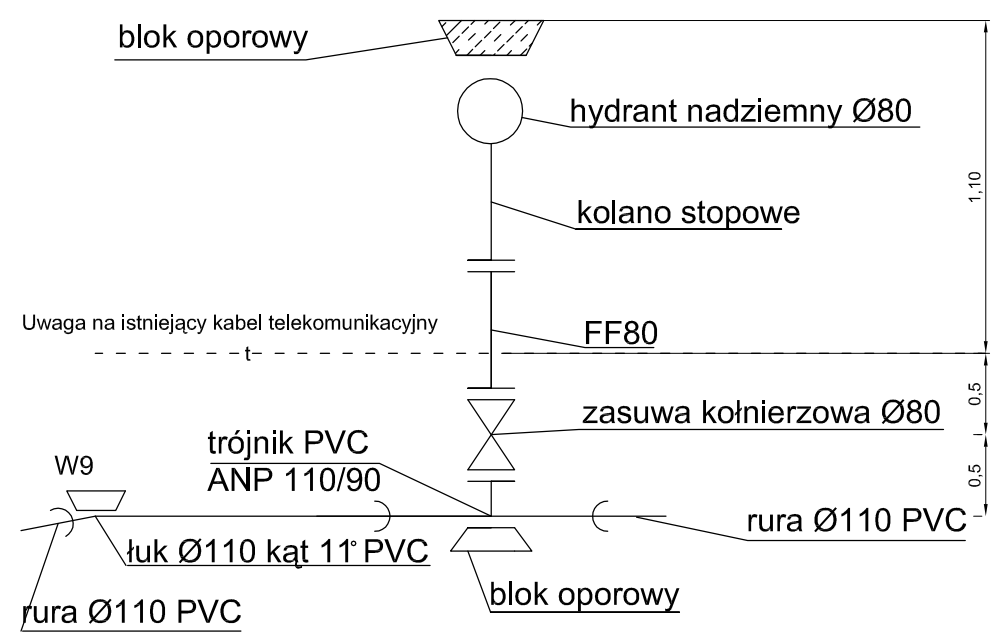 blok oporowy
hydrant nadziemny Ø80
1,10
kolano stopowe
Uwaga na istniejący kabel telekomunikacyjny
FF80
t
0,5
zasuwa kołnierzowa Ø80
trójnik PVC
ANP 110/90
W9
0,5
rura Ø110 PVC
łuk Ø110 kąt 11° PVC
blok oporowy
rura Ø110 PVC